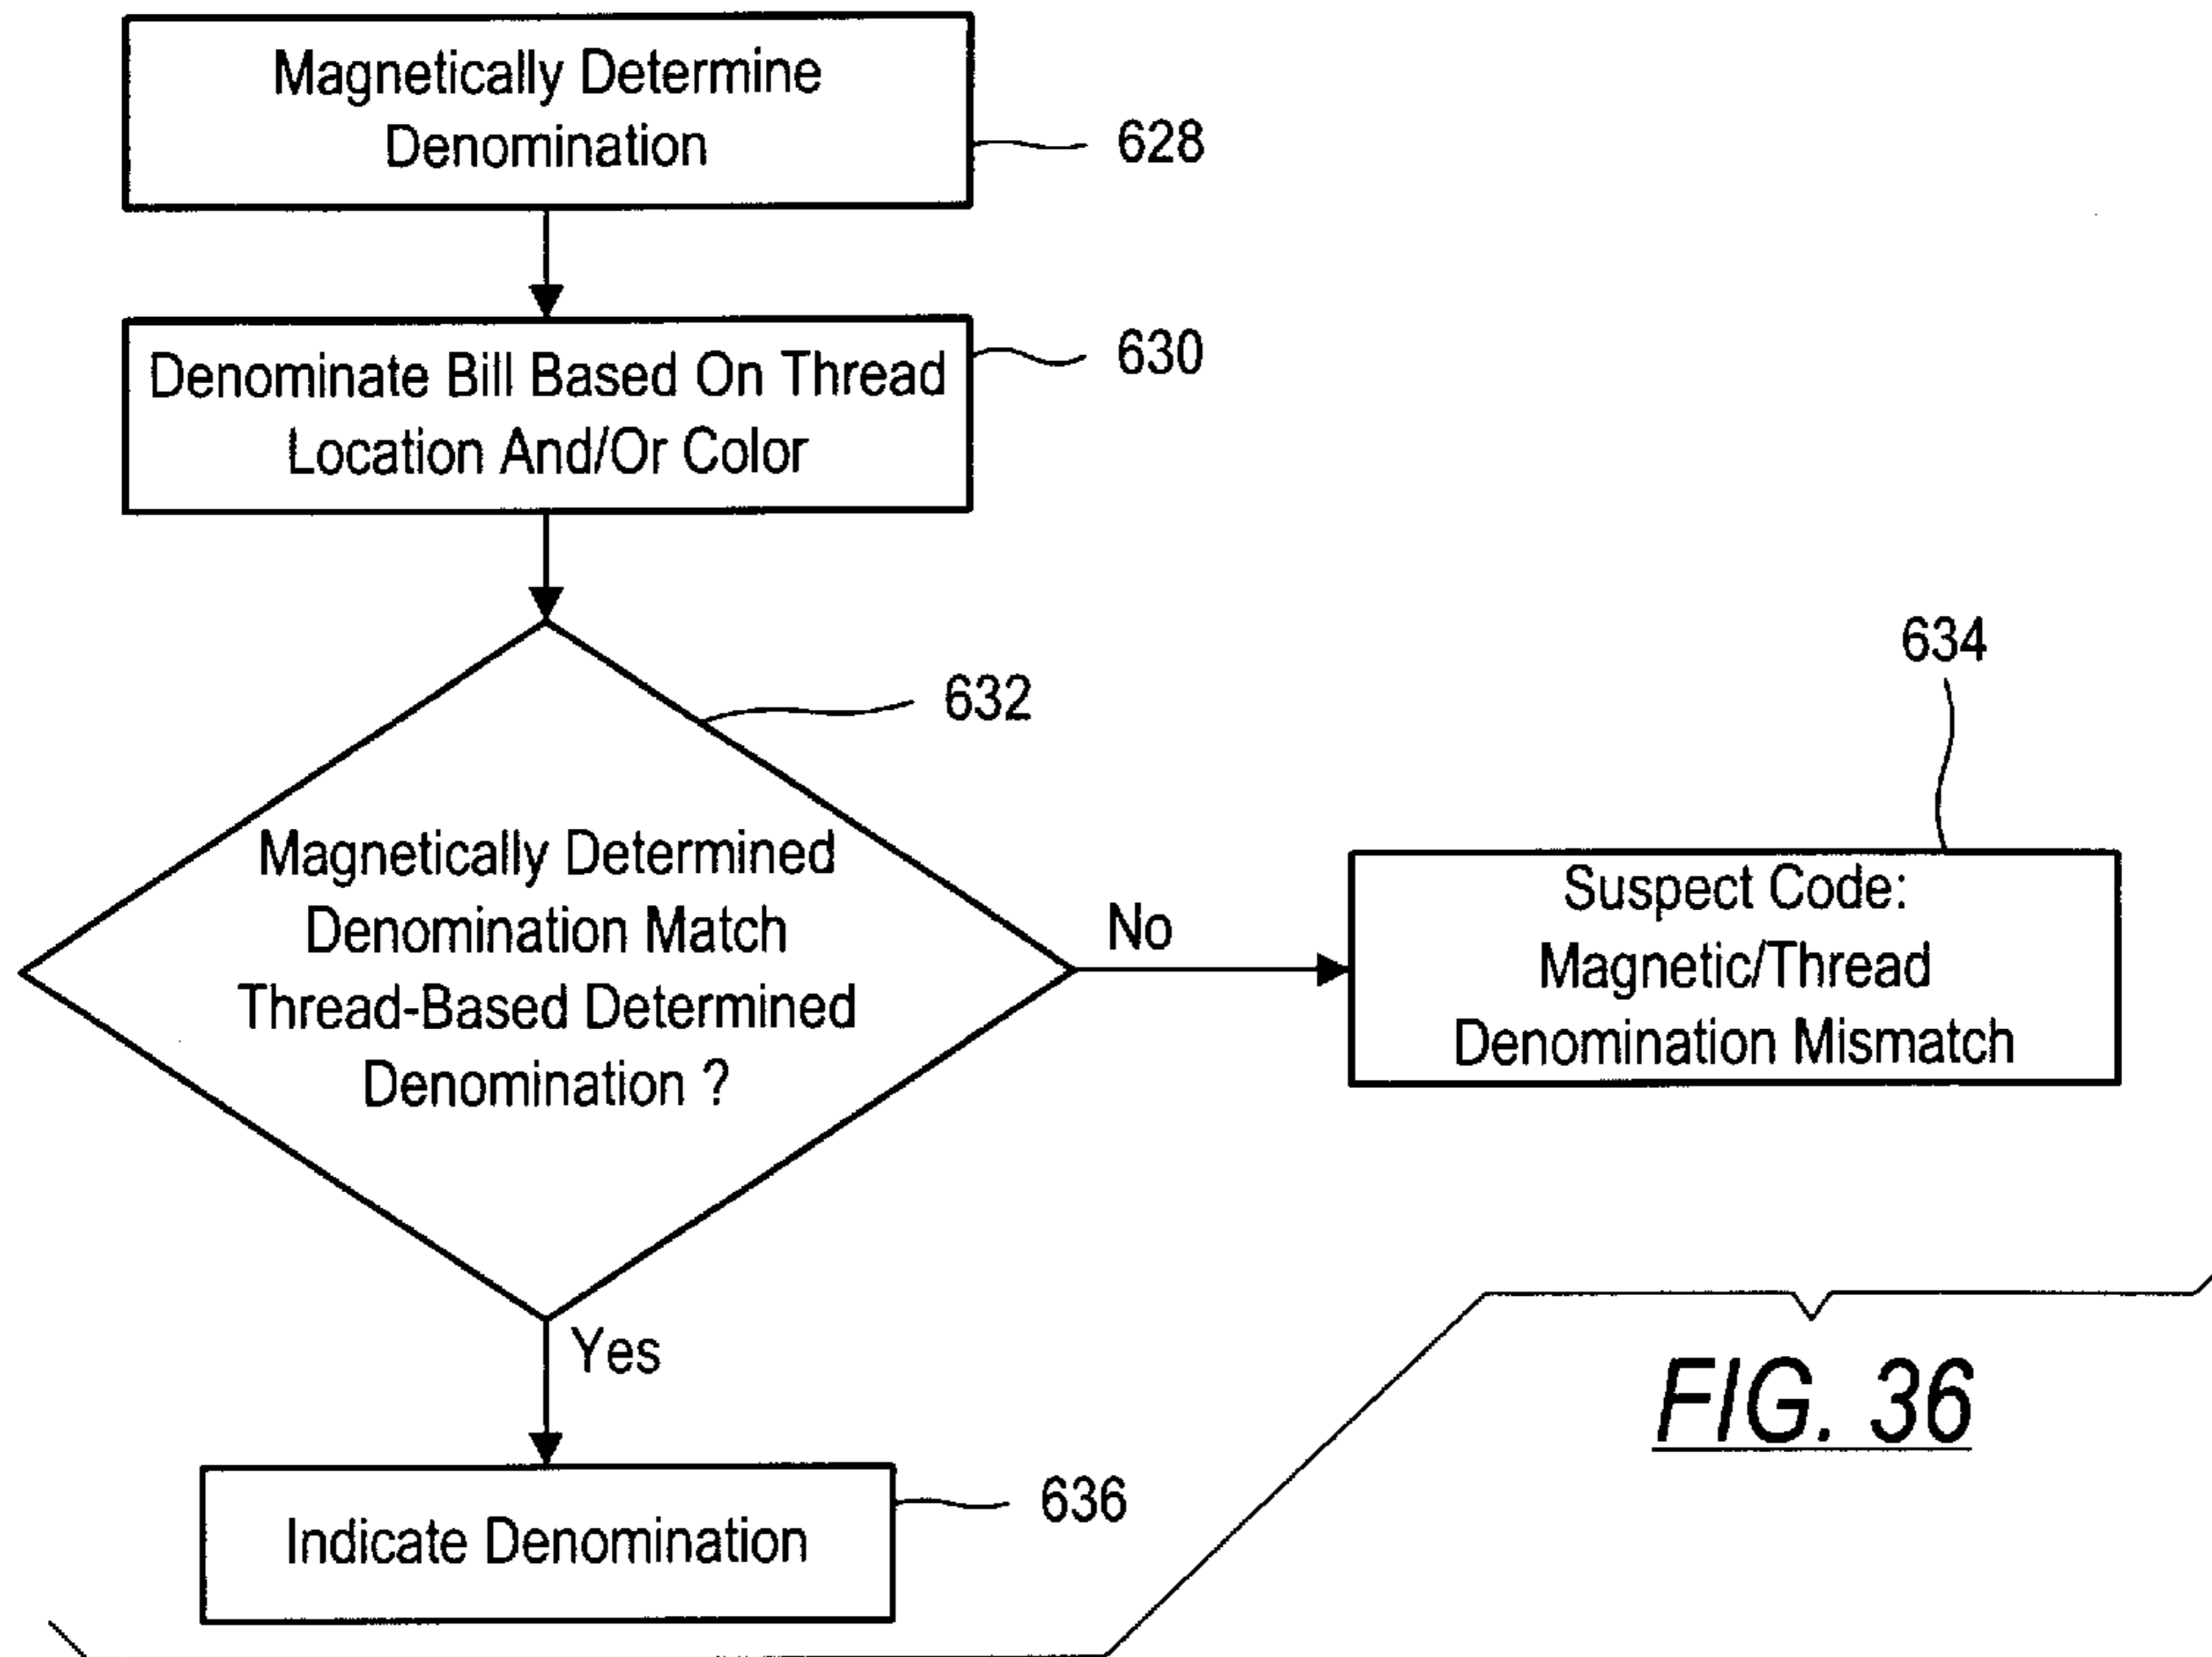 Magnetically Determine
Denomination
628
Denominate Bill Based On Thread
Location And/Or Color
630
632
Magnetically Determined
Denomination Match
Thread-Based Determined
Denomination ?
No
634
Suspect Code:
Magnetic/Thread
Denomination Mismatch
Yes
Indicate Denomination
636
FIG. 36